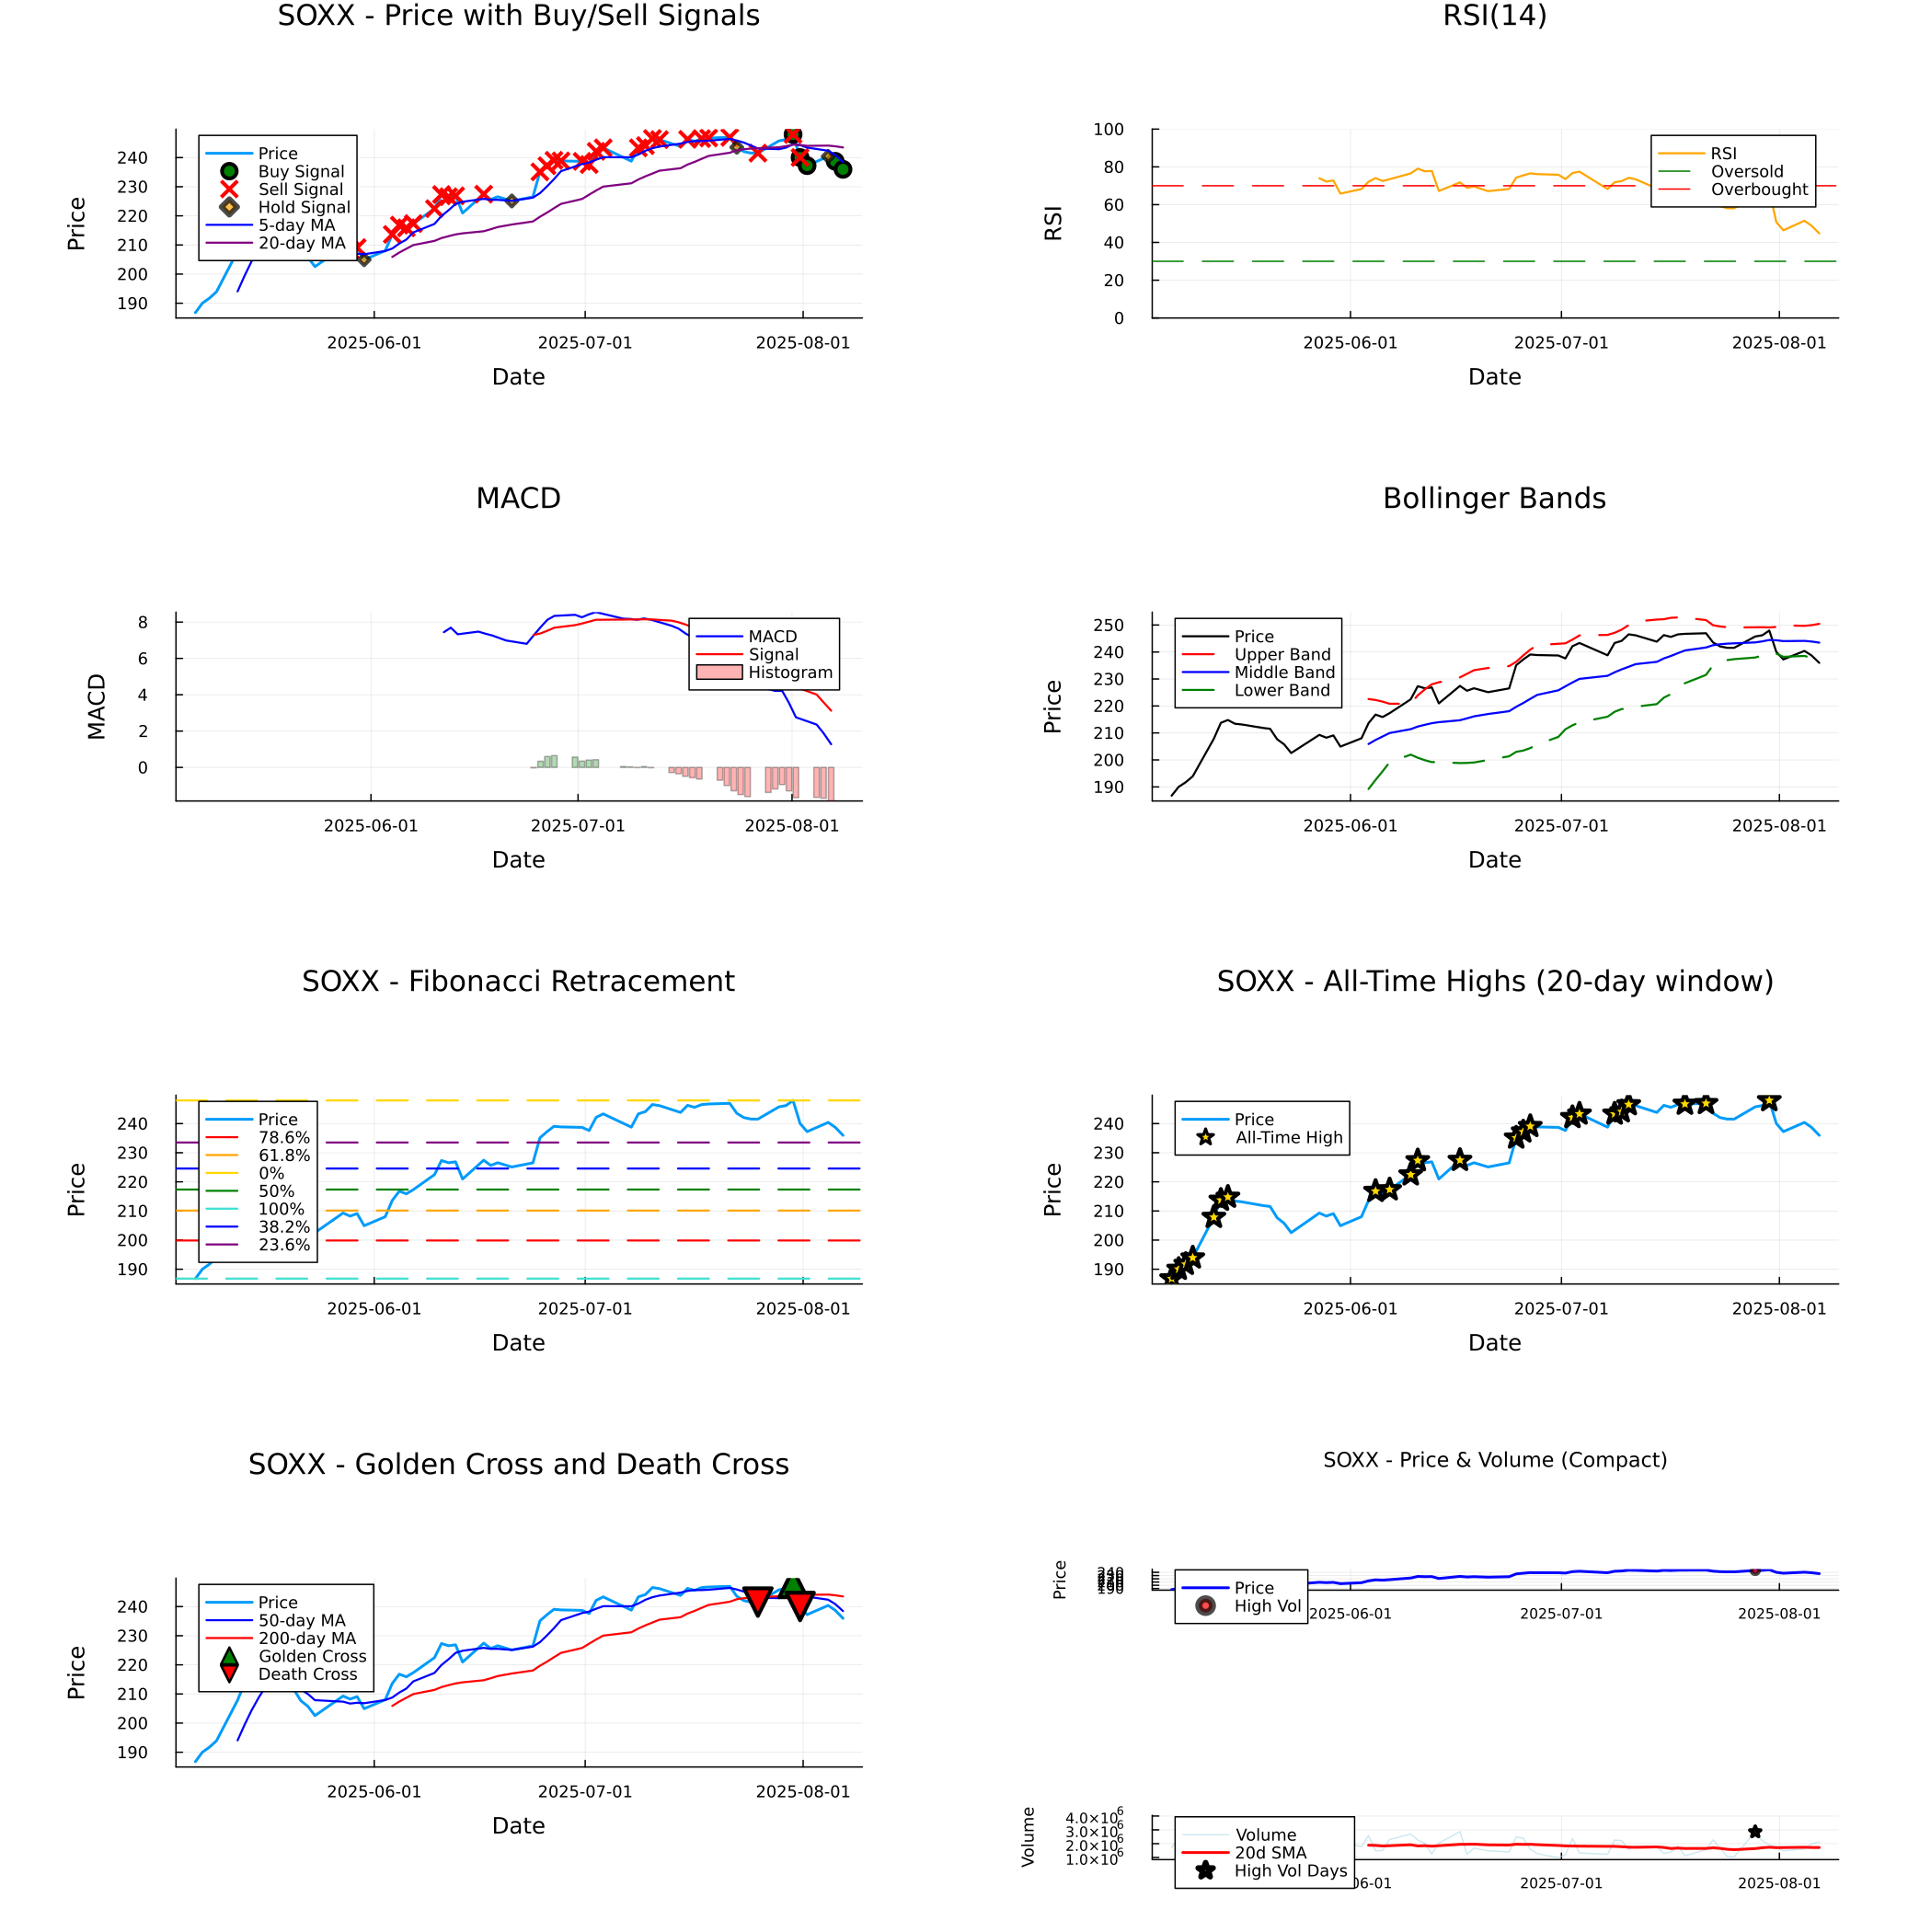 SOXX - Price with Buy/Sell Signals
Price
240
230
220
210
200
190
Price
Buy Signal
Sell Signal
Hold Signal
5-day MA
20-day MA
2025-06-01
2025-07-01
2025-08-01
Date
RSI(14)
RSI
100
80
60
40
20
0
RSI
Oversold
Overbought
2025-06-01
2025-07-01
2025-08-01
Date
MACD
MACD
8
6
4
2
0
MACD
Signal
Histogram
2025-06-01
2025-07-01
2025-08-01
Date
Bollinger Bands
Price
250
240
230
220
210
200
190
Price
Upper Band
Middle Band
Lower Band
2025-06-01
2025-07-01
2025-08-01
Date
SOXX - Fibonacci Retracement
Price
240
230
220
210
200
190
Price
78.6%
61.8%
0%
50%
100%
38.2%
23.6%
2025-06-01
2025-07-01
2025-08-01
Date
SOXX - All-Time Highs (20-day window)
Price
240
230
220
210
200
190
Price
All-Time High
2025-06-01
2025-07-01
2025-08-01
Date
SOXX - Golden Cross and Death Cross
Price
240
230
220
210
200
190
Price
50-day MA
200-day MA
Golden Cross
Death Cross
2025-06-01
2025-07-01
2025-08-01
Date
SOXX - Price & Volume (Compact)
Price
240
190
Price
High Vol
2025-06-01
2025-07-01
2025-08-01
Volume
4.0×10⁶
3.0×10⁶
2.0×10⁶
1.0×10⁶
Volume
20d SMA
High Vol Days
06-01
2025-07-01
2025-08-01